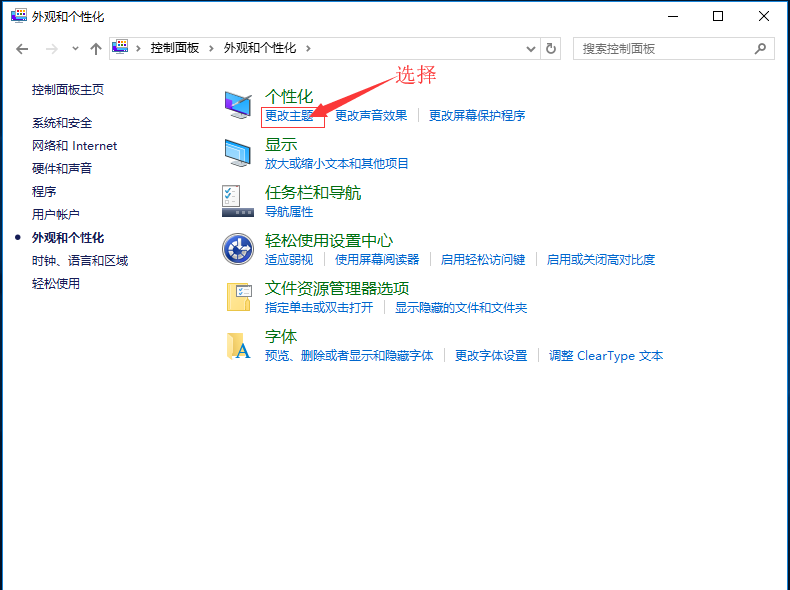 外观和个性化
控制面板 外观和个性化 搜索控制面板
选择
控制面板主页
系统和安全
网络和 Internet
硬件和声音
程序
用户帐户
外观和个性化
时钟、语言和区域
轻松使用
个性化
更改主题 更改声音效果 更改屏幕保护程序
显示
放大或缩小文本和其他项目
任务栏和导航
导航属性
轻松使用设置中心
适应弱视 使用屏幕阅读器 启用轻松访问键 启用或关闭高对比度
文件资源管理器选项
指定单击或双击打开 显示隐藏的文件和文件夹
字体
预览、删除或者显示和隐藏字体 更改字体设置 调整 ClearType 文本